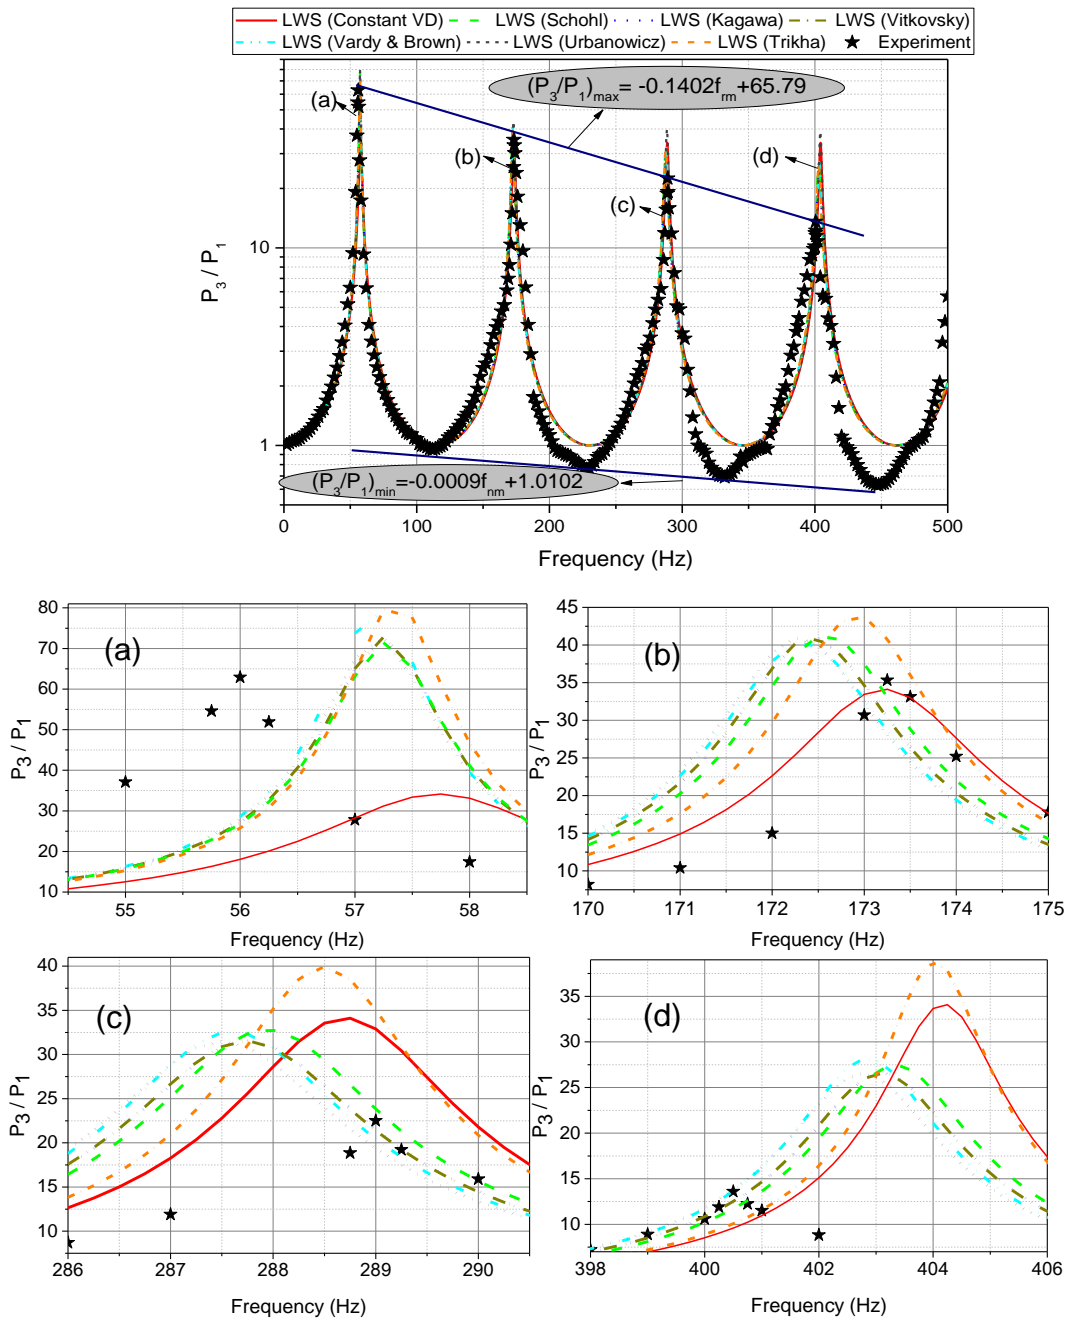 LWS (Constant VD) LWS (Schohl) LWS (Kagawa) LWS (Vitkovsky)
LWS (Vardy & Brown) LWS (Urbanowicz) LWS (Trikha) Experiment
(a)
(P3/P1)max= -0.1402frm+65.79
(b)
(d)
(c)
10
1
P3 / P1
(P3/P1)min=-0.0009fnm+1.0102
0 100 200 300 400 500
Frequency (Hz)
80
70
60
50
40
30
20
10
P3 / P1
(a)
55 56 57 58
Frequency (Hz)
45
40
35
30
25
20
15
10
P3 / P1
(b)
170 171 172 173 174 175
Frequency (Hz)
40
35
30
25
20
15
10
P3 / P1
(c)
286 287 288 289 290
Frequency (Hz)
35
30
25
20
15
10
P3 / P1
(d)
398 400 402 404 406
Frequency (Hz)